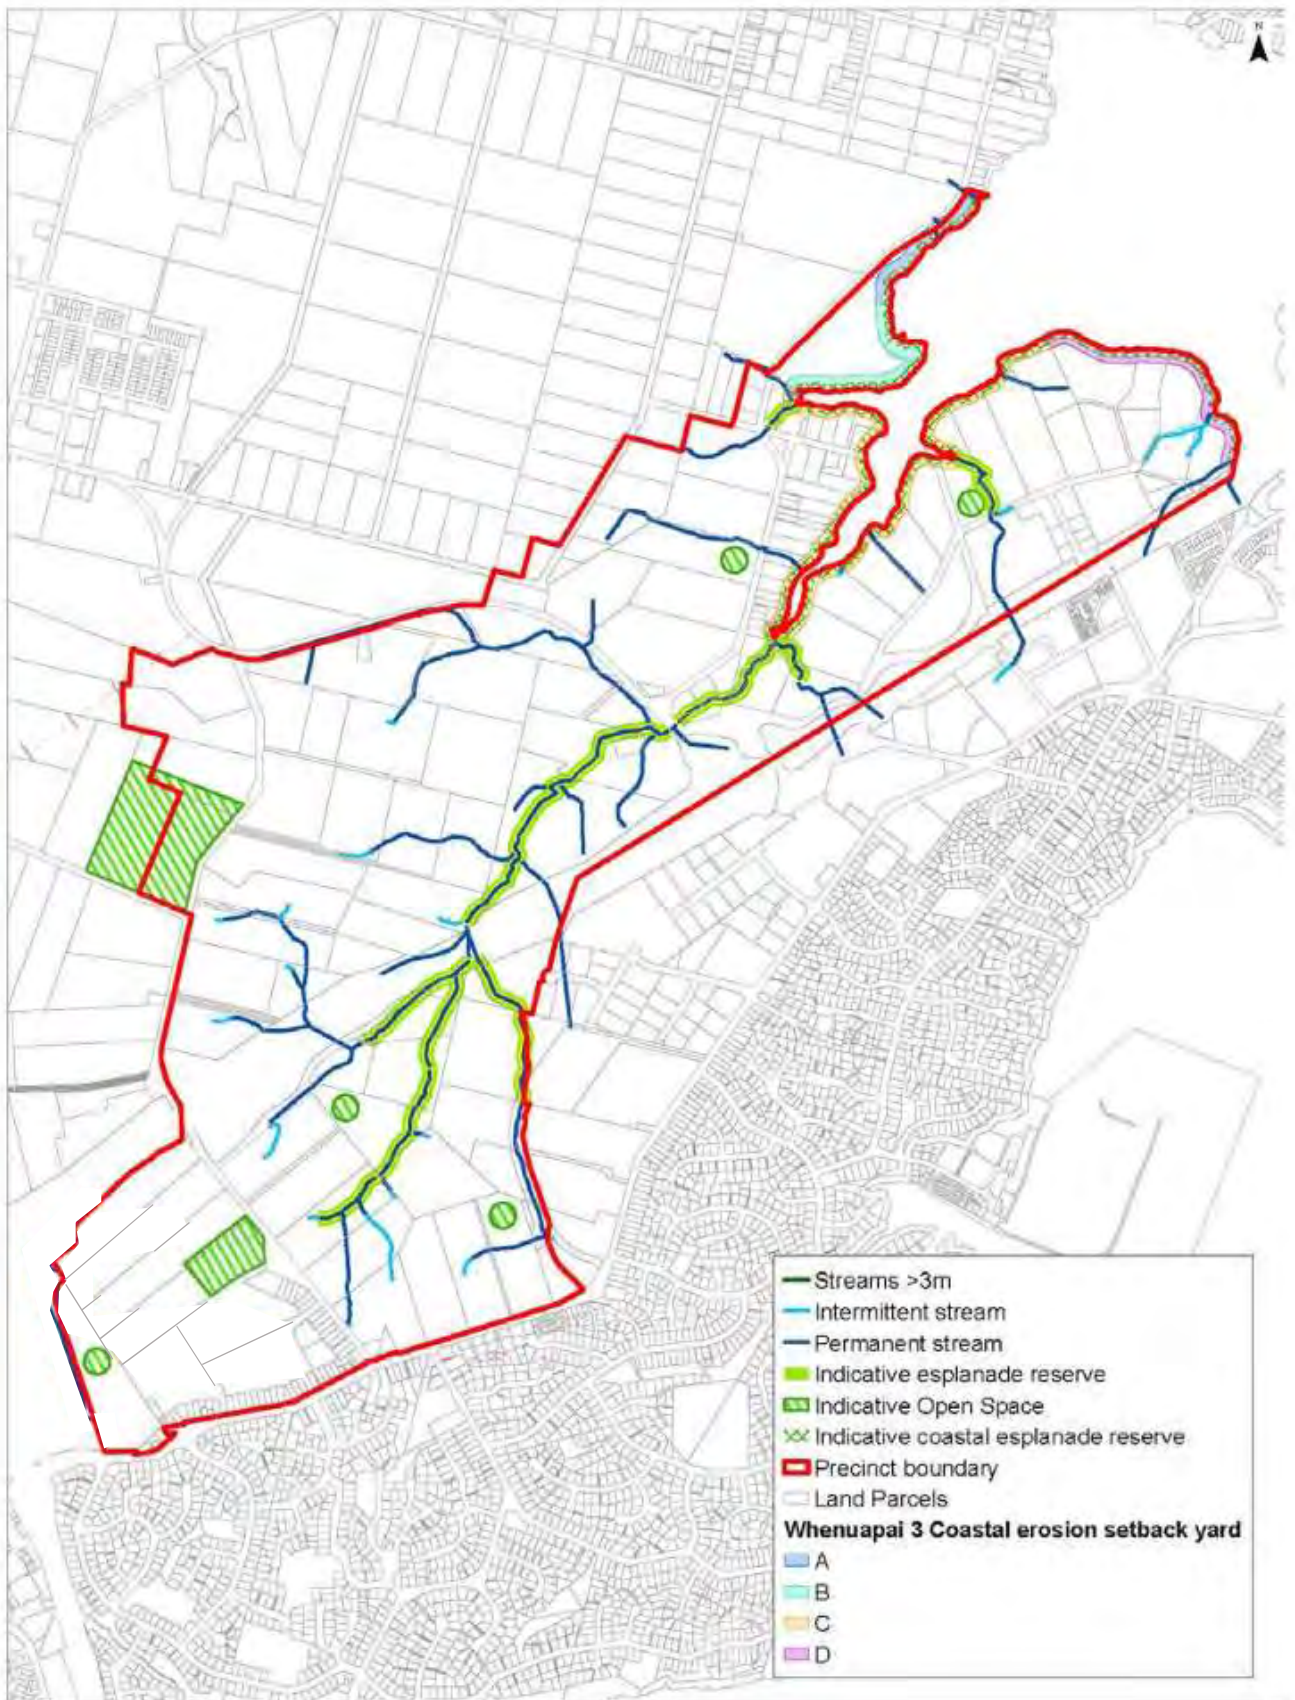 N
Streams >3m
Intermittent stream
Permanent stream
Indicative esplanade reserve
Indicative Open Space
Indicative coastal esplanade reserve
Precinct boundary
Land Parcels
Whenuapai 3 Coastal erosion setback yard
A
B
C
D